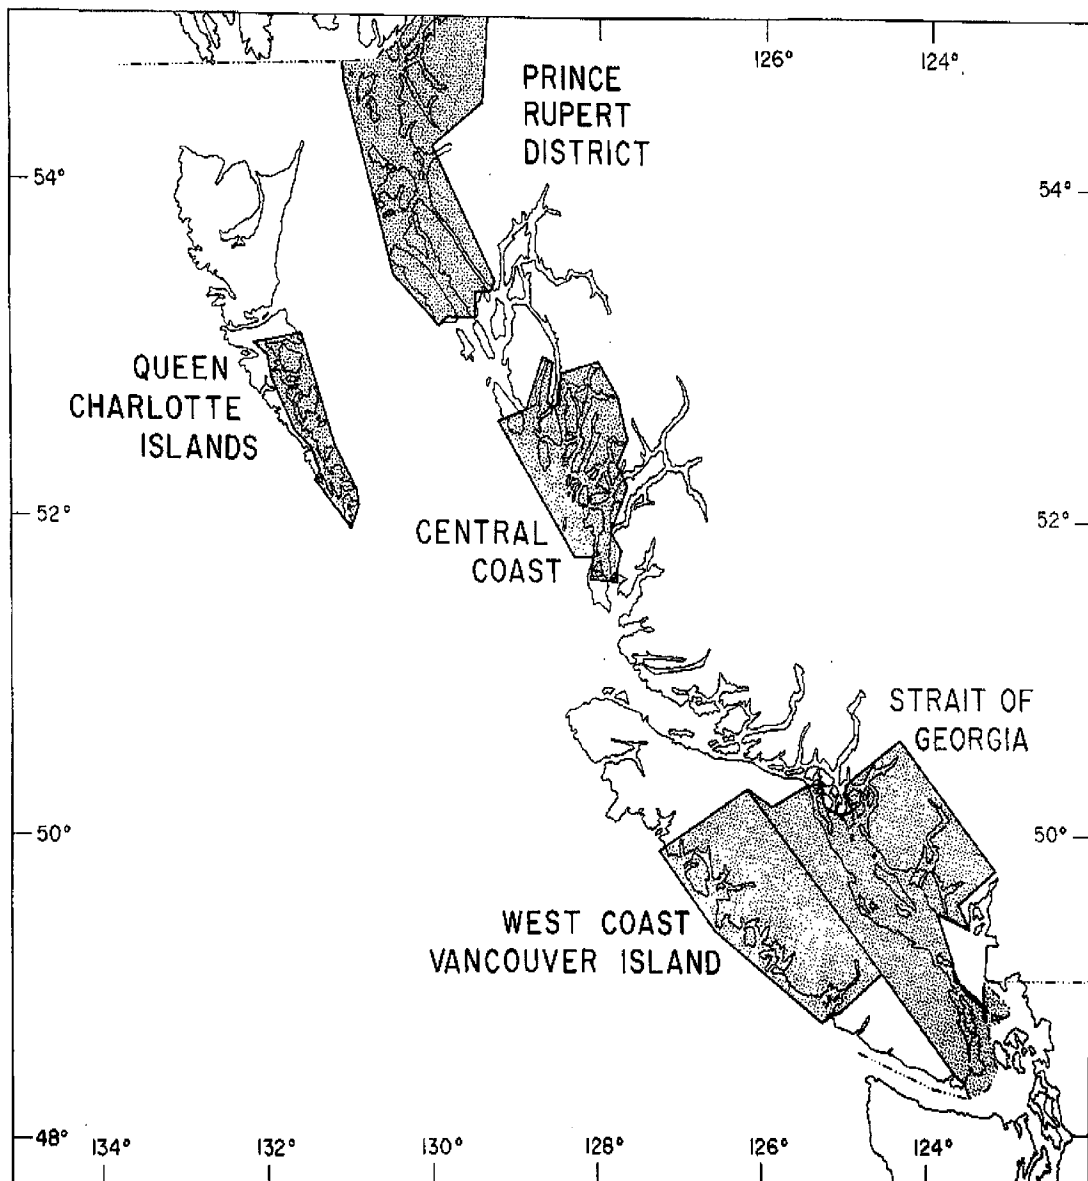 126°
124°
PRINCE
RUPERT
DISTRICT
54°
54°
QUEEN
CHARLOTTE
ISLANDS
52°
52°
CENTRAL
COAST
STRAIT OF
GEORGIA
50°
50°
WEST COAST
VANCOUVER ISLAND
48°
134°
132°
130°
128°
126°
124°